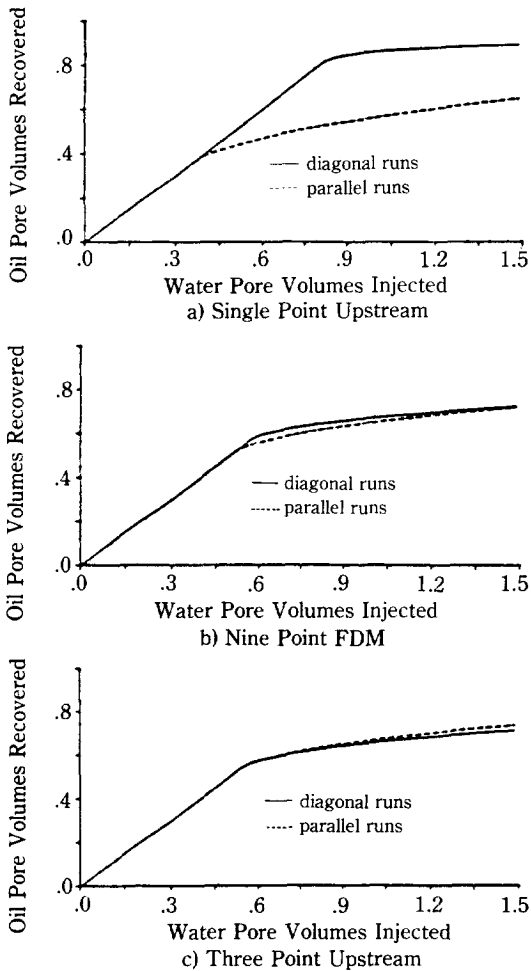 Oil Pore Volumes Recovered
.8
.4
.0
diagonal runs
parallel runs
.0 .3 .6 .9 1.2 1.5
Water Pore Volumes Injected
a) Single Point Upstream
Oil Pore Volumes Recovered
.8
.4
.0
diagonal runs
parallel runs
.0 .3 .6 .9 1.2 1.5
Water Pore Volumes Injected
b) Nine Point FDM
Oil Pore Volumes Recovered
.8
.4
.0
diagonal runs
parallel runs
.0 .3 .6 .9 1.2 1.5
Water Pore Volumes Injected
c) Three Point Upstream